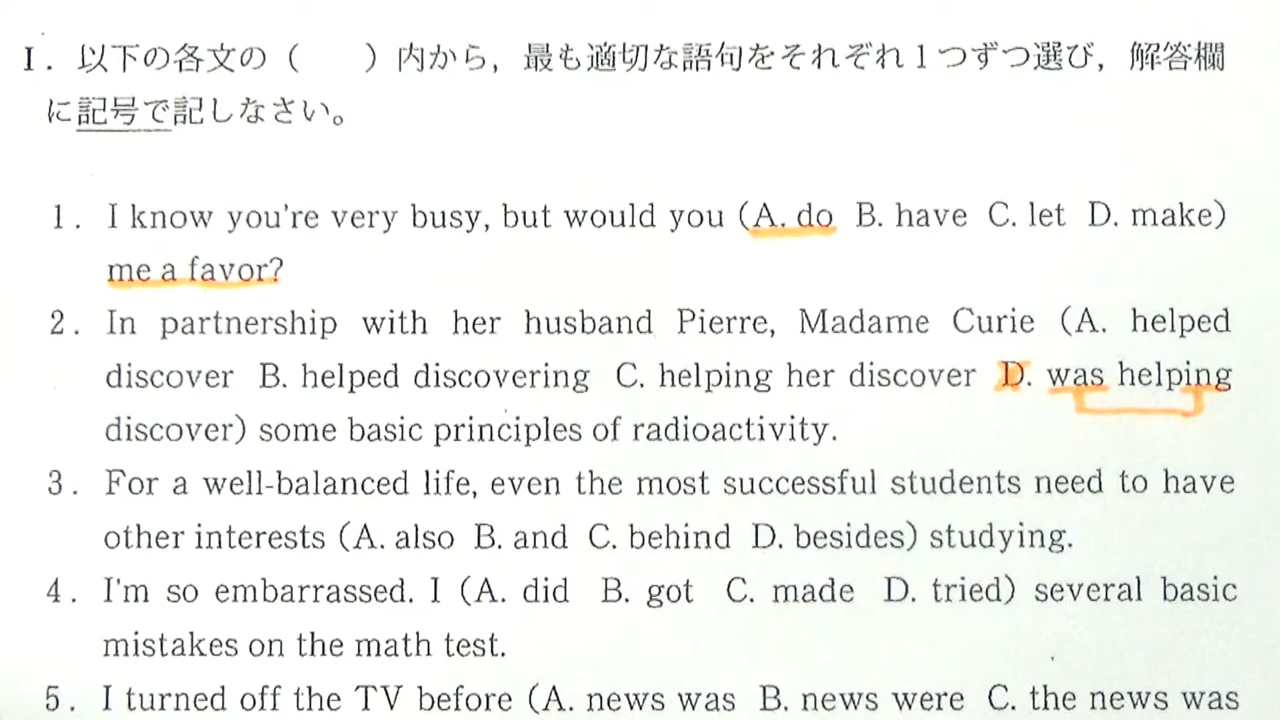 I．以下の各文の（　　）内から，最も適切な語句をそれぞれ１つずつ選び，解答欄
に記号で記しなさい。
1． I know you're very busy, but would you (A. do B. have C. let D. make)
me a favor?
2． In partnership with her husband Pierre, Madame Curie (A. helped
discover B. helped discovering C. helping her discover D. was helping
discover) some basic principles of radioactivity.
3． For a well-balanced life, even the most successful students need to have
other interests (A. also B. and C. behind D. besides) studying.
4． I'm so embarrassed. I (A. did B. got C. made D. tried) several basic
mistakes on the math test.
5． I turned off the TV before (A. news was B. news were C. the news was